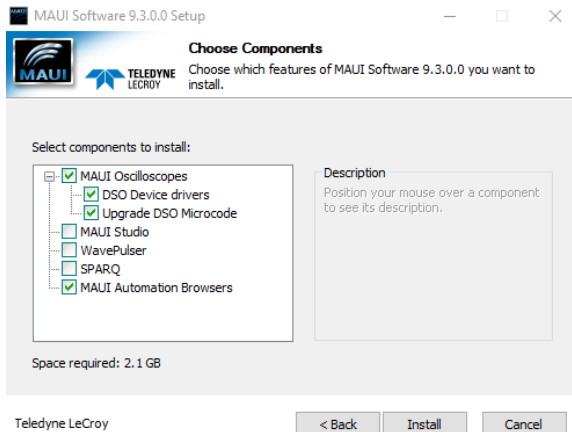 MAUI Software 9.3.0.0 Setup
MAUI
TELEDYNE
LECROY
Choose Components
Choose which features of MAUI Software 9.3.0.0 you want to
install.
Select components to install:
MAUI Oscilloscopes
DSO Device drivers
Upgrade DSO Microcode
MAUI Studio
WavePulser
SPARQ
MAUI Automation Browsers
Description
Position your mouse over a component
to see its description.
Space required: 2.1 GB
Teledyne LeCroy
< Back
Install
Cancel